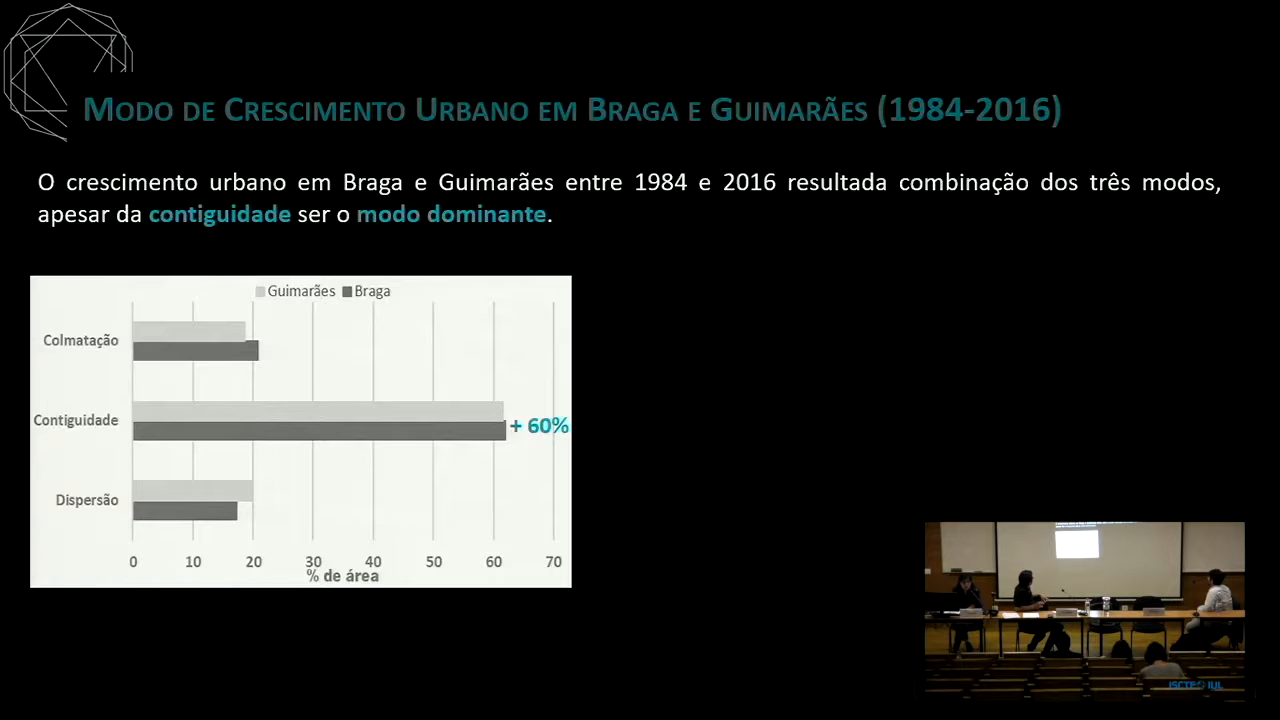 MODO DE CRESCIMENTO URBANO EM BRAGA E GUIMARÃES (1984-2016)
O crescimento urbano em Braga e Guimarães entre 1984 e 2016 resultada combinação dos três modos,
apesar da contiguidade ser o modo dominante.
Guimarães Braga
Colmatação
Contiguidade
+ 60%
Dispersão
0 10 20 30 40 50 60 70
% de área
ISCTE IUL